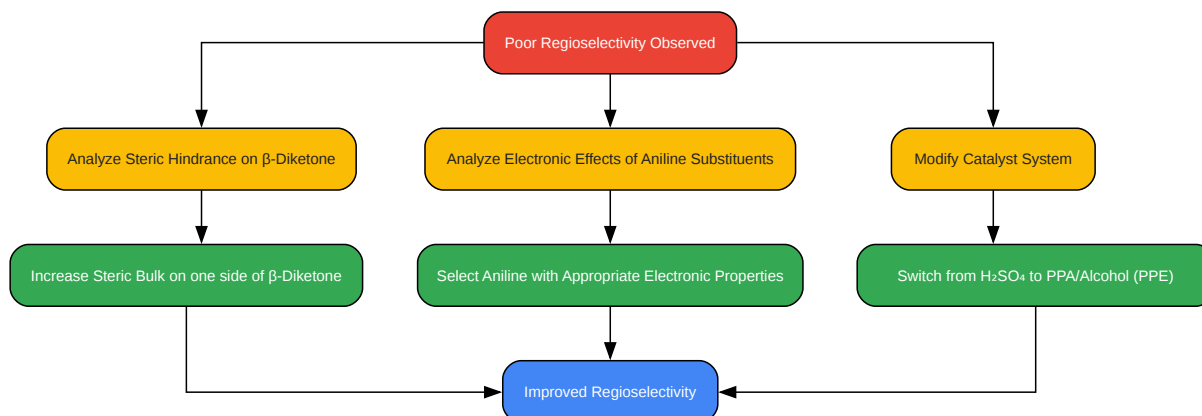 Poor Regioselectivity Observed
Analyze Steric Hindrance on β-Diketone
Analyze Electronic Effects of Aniline Substituents
Modify Catalyst System
Increase Steric Bulk on one side of β-Diketone
Select Aniline with Appropriate Electronic Properties
Switch from H₂SO₄ to PPA/Alcohol (PPE)
Improved Regioselectivity